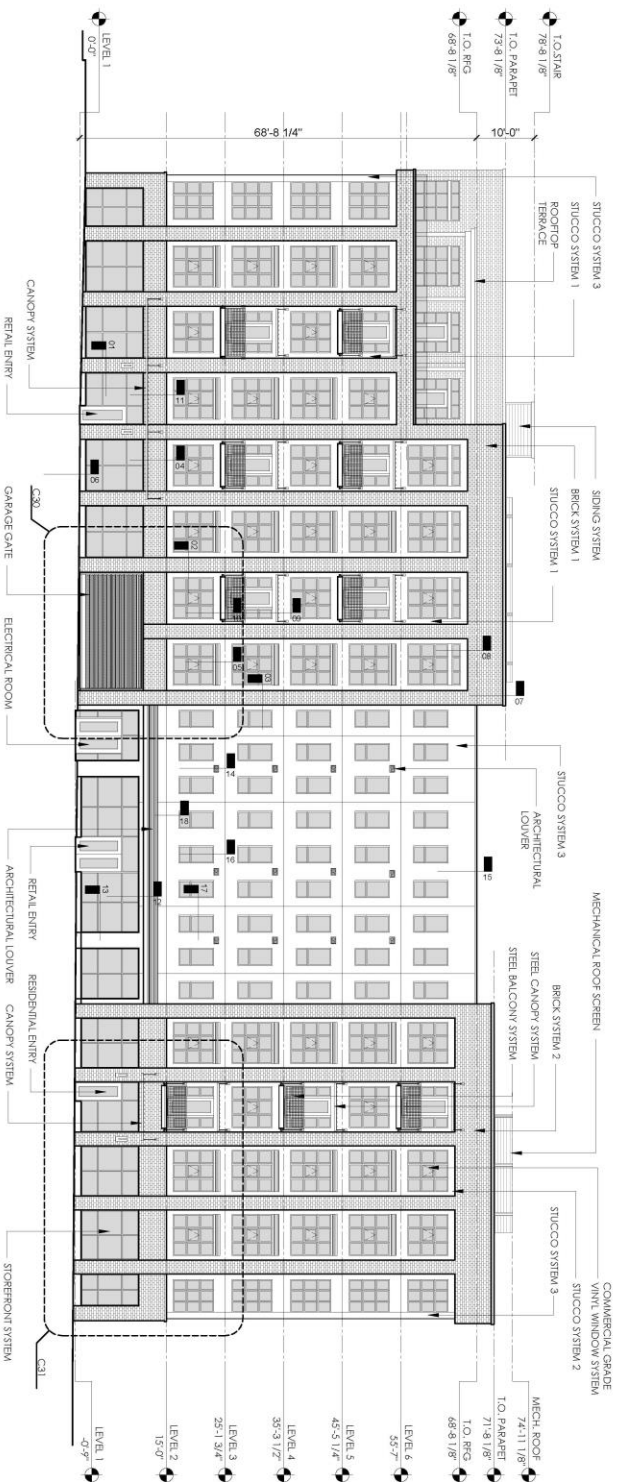 T.O.STAIR
78'-8 1/8"
T.O. PARAPET
73'-8 1/8"
T.O. RFG
68'-8 1/8"
LEVEL 1
0'-0"
10'-0"
68'-8 1/4"
STUCCO SYSTEM 3
STUCCO SYSTEM 1
ROOFTOP
TERRACE
SIDING SYSTEM
BRICK SYSTEM 1
STUCCO SYSTEM 1
STUCCO SYSTEM 3
ARCHITECTURAL
LOUVER
MECHANICAL ROOF SCREEN
BRICK SYSTEM 2
STEEL CANOPY SYSTEM
STEEL BALCONY SYSTEM
COMMERCIAL GRADE
VINYL WINDOW SYSTEM
STUCCO SYSTEM 2
STUCCO SYSTEM 3
07
08
15
09
03
10
05
14
16
17
02
04
11
18
12
01
06
13
CANOPY SYSTEM
RETAIL ENTRY
C30
GARAGE GATE
ELECTRICAL ROOM
RETAIL ENTRY
ARCHITECTURAL LOUVER
RESIDENTIAL ENTRY
CANOPY SYSTEM
STOREFRONT SYSTEM
C31
MECH. ROOF
74'-11 1/8"
T.O. PARAPET
71'-8 1/8"
T.O. RFG
68'-8 1/8"
LEVEL 6
55'-7"
LEVEL 5
45'-5 1/4"
LEVEL 4
35'-3 1/2"
LEVEL 3
25'-1 3/4"
LEVEL 2
15'-0"
LEVEL 1
-0'-9"